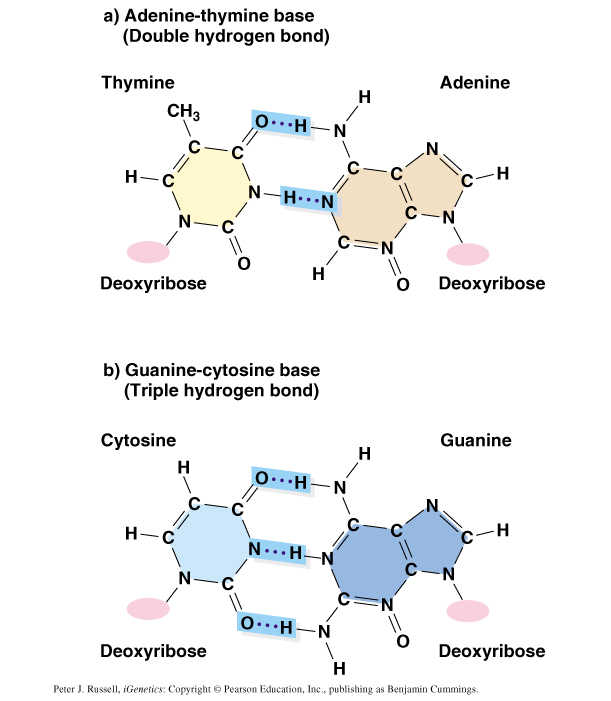 a) Adenine-thymine base
(Double hydrogen bond)
Thymine
Adenine
H
CH3
O H
N
N
C
C
C
C
H
C
C
H
N
H
N
C
N
C
N
C
C
N
H
O
O
Deoxyribose
Deoxyribose
b) Guanine-cytosine base
(Triple hydrogen bond)
Cytosine
Guanine
H
H
O H
N
N
C
C
C
C
H
C
N
H
N
C
H
C
N
C
C
N
N
O
H
N
O
Deoxyribose
Deoxyribose
H
Peter J. Russell, iGenetics: Copyright © Pearson Education, Inc., publishing as Benjamin Cummings.